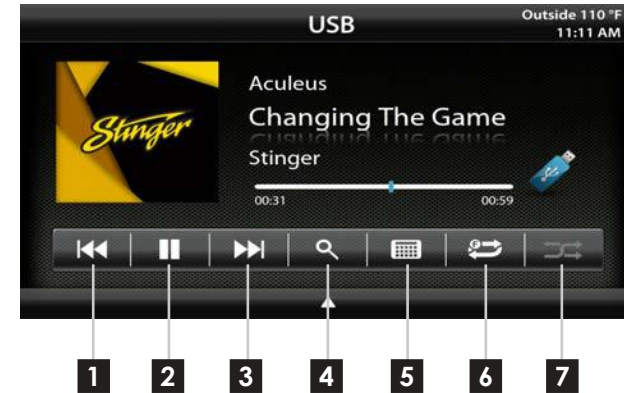 USB
Outside 110 °F
11:11 AM
Stinger
Aculeus
Changing The Game
Stinger
00:31
00:59
1 2 3 4 5 6 7